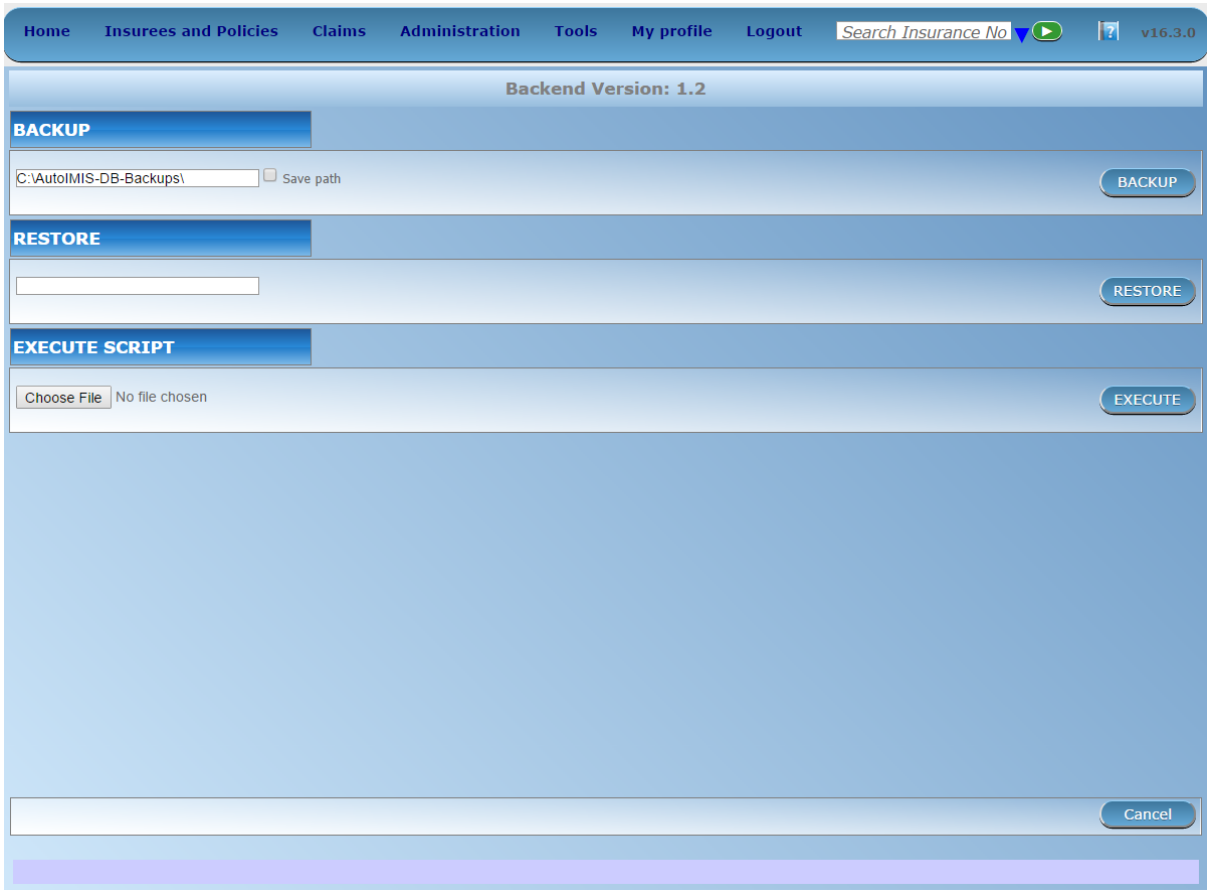 Home Insurees and Policies Claims Administration Tools My profile Logout Search Insurance No ? v16.3.0
Backend Version: 1.2
BACKUP
C:\AutoIMIS-DB-Backups\ Save path BACKUP
RESTORE
RESTORE
EXECUTE SCRIPT
Choose File No file chosen EXECUTE
Cancel